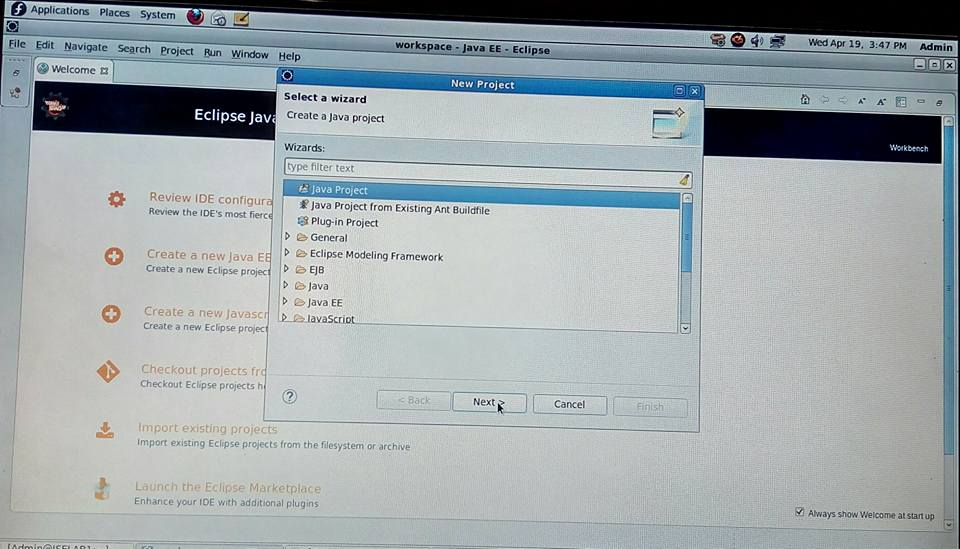 Applications Places System
Wed Apr 19, 3:47 PM Admin
workspace - Java EE - Eclipse
File Edit Navigate Search Project Run Window Help
Welcome
Eclipse Java
Workbench
New Project
Select a wizard
Create a Java project
Wizards:
type filter text
Java Project
Java Project from Existing Ant Buildfile
Plug-in Project
General
Eclipse Modeling Framework
EJB
Java
Java EE
JavaScript
< Back Next > Cancel Finish
Review IDE configura
Review the IDE's most fierce
Create a new Java EE
Create a new Eclipse projec
Create a new Javascr
Create a new Eclipse project
Checkout projects fro
Checkout Eclipse projects h
Import existing projects
Import existing Eclipse projects from the filesystem or archive
Launch the Eclipse Marketplace
Enhance your IDE with additional plugins
Always show Welcome at start up